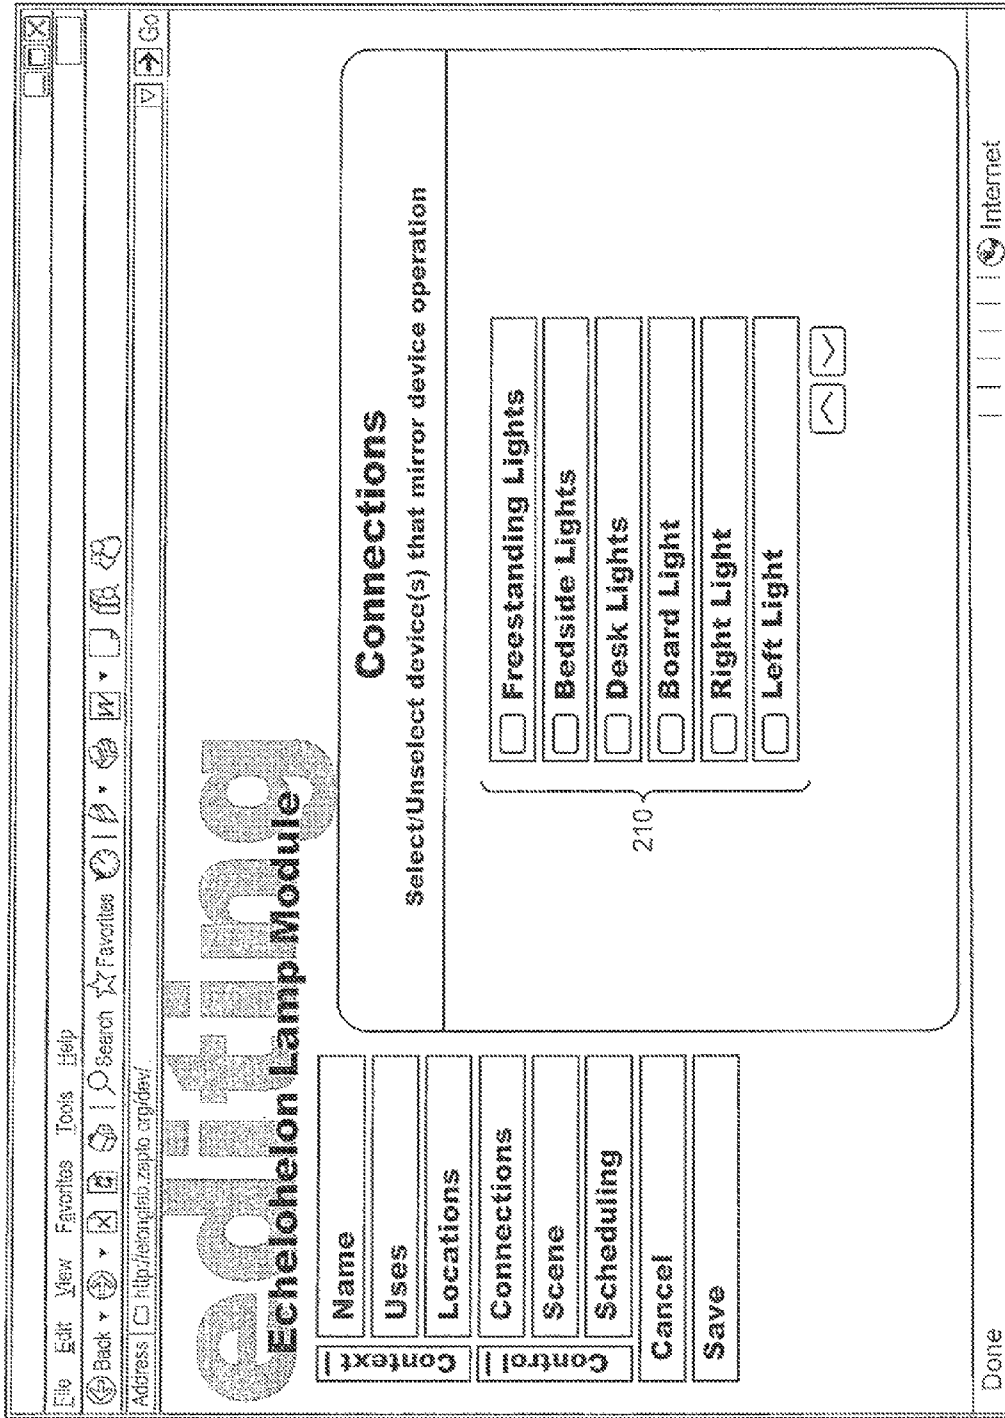 File Edit View Favorites Tools Help
Back Search Favorites W
Address http://elonglab.zapto.org/dev/ Go
editing
Echelohelon Lamp Module
Context
Name
Uses
Locations
Control
Connections
Scene
Scheduling
Cancel
Save
Connections
Select/Unselect device(s) that mirror device operation
210
Freestanding Lights
Bedside Lights
Desk Lights
Board Light
Right Light
Left Light
Done Internet